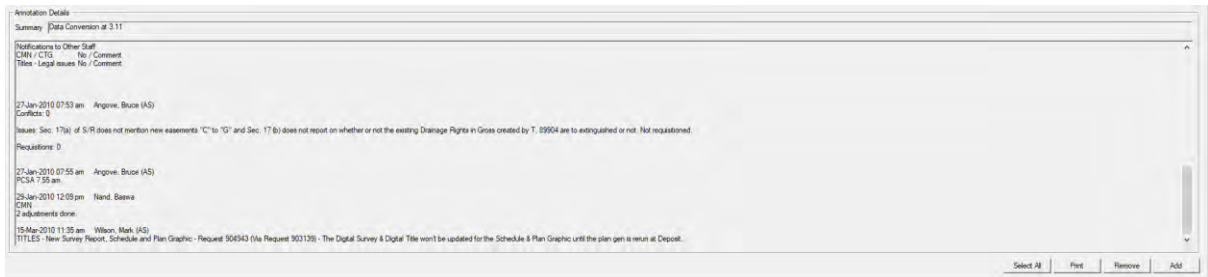 Annotation Details
Summary Data Conversion at 3.11
Notifications to Other Staff
CMN / CTG No / Comment
Titles - Legal issues No / Comment
27-Jan-2010 07:53 am Angove, Bruce (AS)
Conflicts: 0
Issues: Sec. 17(a) of S/R does not mention new easements "C" to "G" and Sec. 17 (b) does not report on whether or not the existing Drainage Rights in Gross created by T. 89904 are to extinguished or not. Not requistioned.
Requistions: 0
27-Jan-2010 07:55 am Angove, Bruce (AS)
PCSA 7.55 am.
29-Jan-2010 12:09 pm Nand, Baswa
CMN
2 adjustments done.
15-Mar-2010 11:35 am Wilson, Mark (AS)
TITLES - New Survey Report, Schedule and Plan Graphic - Request 904943 (Via Request 903139) - The Digital Survey & Digital Title won't be updated for the Schedule & Plan Graphic until the plan gen is rerun at Deposit.
Select All Print Remove Add